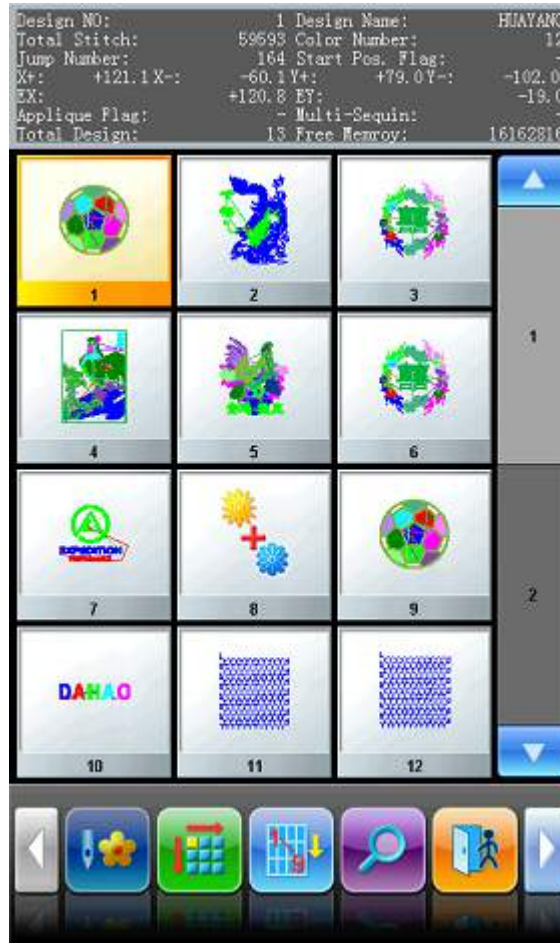 Design NO: 1 Design Name: HUAYANG
Total Stitch: 59593 Color Number: 12
Jump Number: 164 Start Pos. Flag: -
X+: +121.1 X-: -60.1 Y+: +79.0 Y-: -102.0
EX: +120.8 EY: -19.0
Applique Flag: - Multi-Sequin:
Total Design: 13 Free Memroy: 16162816
1
2
3
1
4
5
6
EXPEDITION
7
8
9
2
DAHAO
10
11
12
1
9